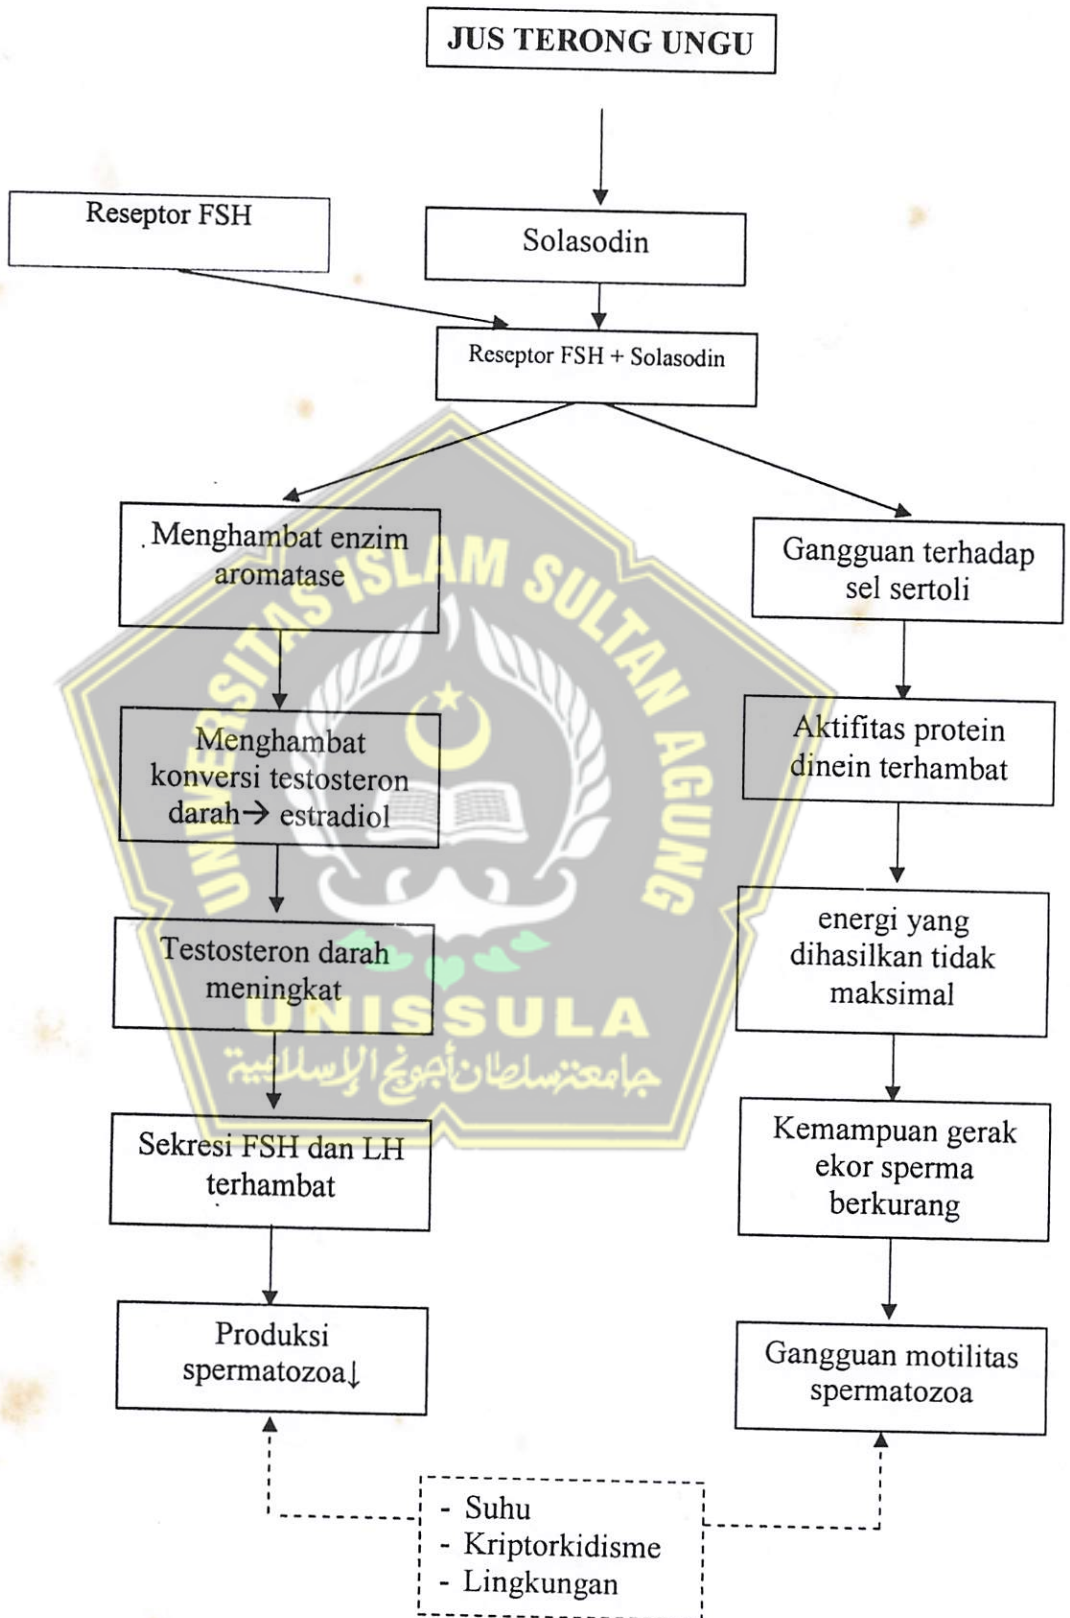 JUS TERONG UNGU
Reseptor FSH
Solasodin
Reseptor FSH + Solasodin
Menghambat enzim
aromatase
Gangguan terhadap
sel sertoli
Menghambat
konversi testosteron
darah→ estradiol
Aktifitas protein
dinein terhambat
Testosteron darah
meningkat
energi yang
dihasilkan tidak
maksimal
Sekresi FSH dan LH
terhambat
Kemampuan gerak
ekor sperma
berkurang
Produksi
spermatozoa↓
Gangguan motilitas
spermatozoa
- Suhu
- Kriptorkidisme
- Lingkungan
UNIVERSITAS ISLAM SULTAN AGUNG
UNISSULA
جامعة سلطان أجونج الإسلامية